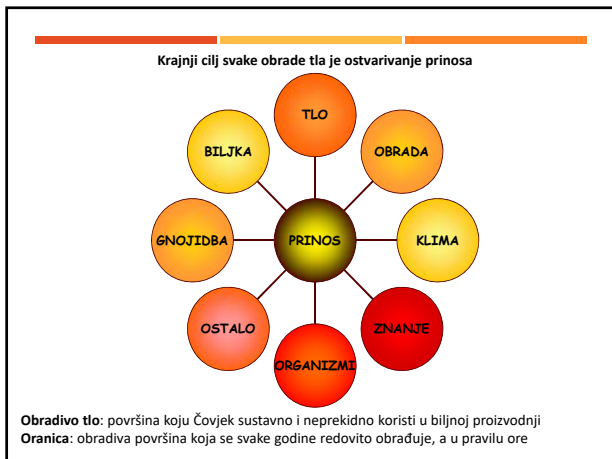 Krajnji cilj svake obrade tla je ostvarivanje prinosa
TLO
OBRADA
KLIMA
ZNANJE
ORGANIZMI
OSTALO
GNOJIDBA
BILJKA
PRINOS
Obradivo tlo: površina koju Čovjek sustavno i neprekidno koristi u biljnoj proizvodnji
Oranica: obradiva površina koja se svake godine redovito obrađuje, a u pravilu ore